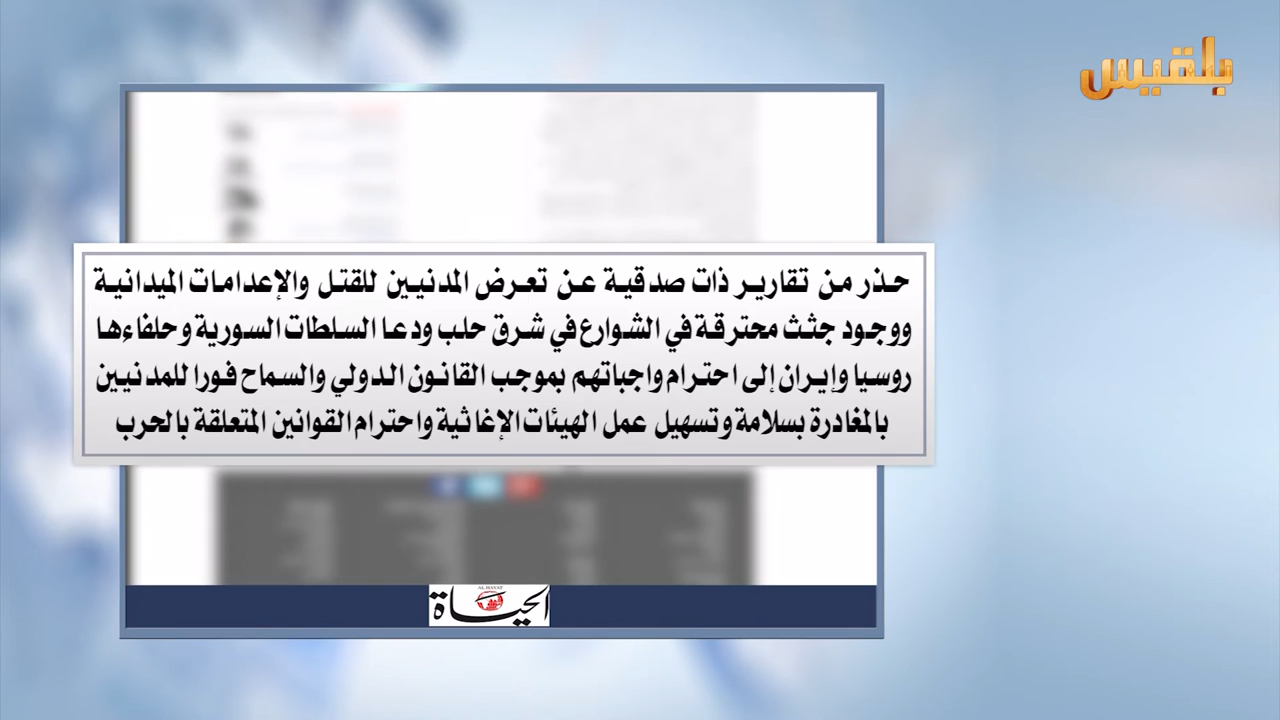 بلقيس
حذر من تقارير ذات صدقية عن تعرض المدنيين للقتل والإعدامات الميدانية
ووجود جثث محترقة في الشوارع في شرق حلب ودعا السلطات السورية وحلفاءها
روسيا وإيران إلى احترام واجباتهم بموجب القانون الدولي والسماح فورا للمدنيين
بالمغادرة بسلامة وتسهيل عمل الهيئات الإغاثية واحترام القوانين المتعلقة بالحرب
AL HAYAT
الحياة